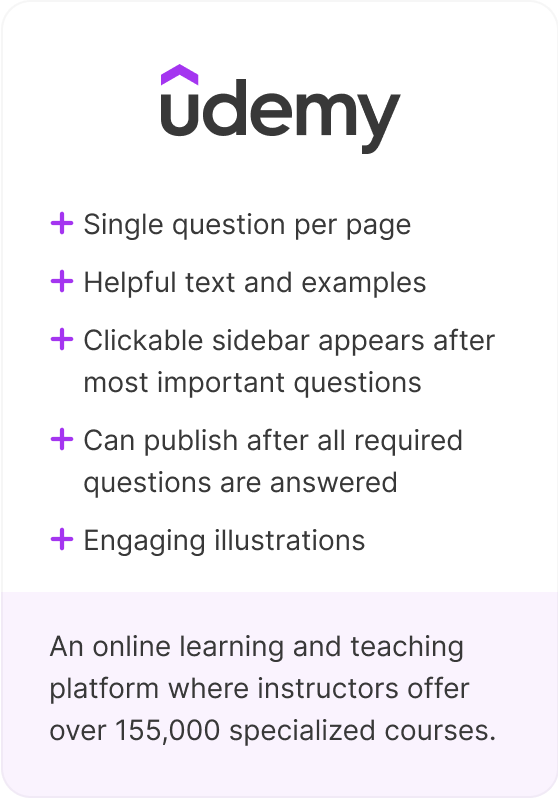 udemy
+ Single question per page
+ Helpful text and examples
+ Clickable sidebar appears after
most important questions
+ Can publish after all required
questions are answered
+ Engaging illustrations
An online learning and teaching
platform where instructors offer
over 155,000 specialized courses.